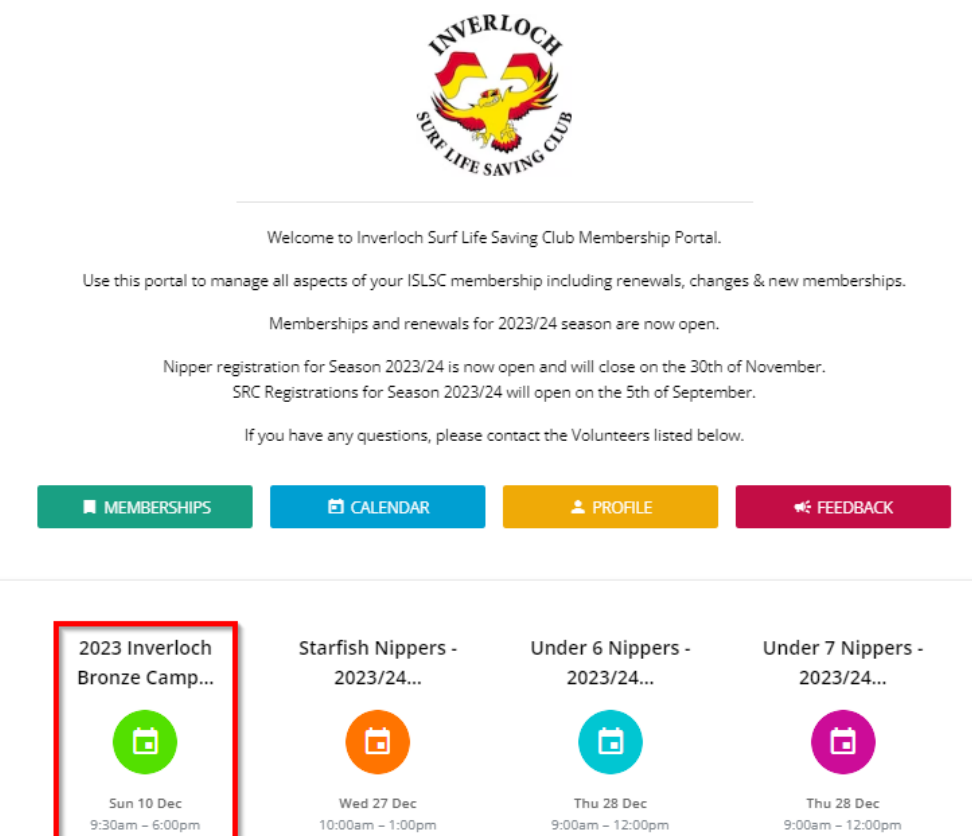 INVERLOCH
SURF LIFE SAVING CLUB
Welcome to Inverloch Surf Life Saving Club Membership Portal.
Use this portal to manage all aspects of your ISLSC membership including renewals, changes & new memberships.
Memberships and renewals for 2023/24 season are now open.
Nipper registration for Season 2023/24 is now open and will close on the 30th of November.
SRC Registrations for Season 2023/24 will open on the 5th of September.
If you have any questions, please contact the Volunteers listed below.
MEMBERSHIPS
CALENDAR
PROFILE
FEEDBACK
2023 Inverloch
Bronze Camp...
Sun 10 Dec
9:30am – 6:00pm
Starfish Nippers -
2023/24...
Wed 27 Dec
10:00am – 1:00pm
Under 6 Nippers -
2023/24...
Thu 28 Dec
9:00am – 12:00pm
Under 7 Nippers -
2023/24...
Thu 28 Dec
9:00am – 12:00pm